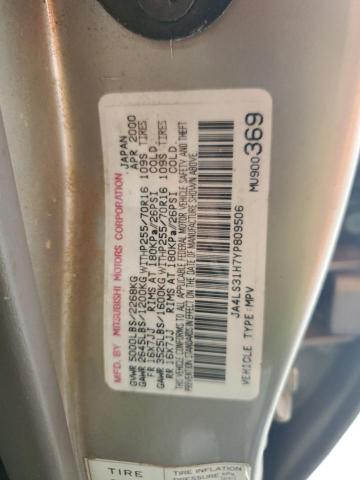 MFD. BY MITSUBISHI MOTORS CORPORATION JAPAN
APR 2000
GVWR 5000LBS/2268KG
GAWR 2645LBS/1200KG WITH P255/70R16 109S TIRES
FR 16X7JJ RIMS AT 180KPa/26PSI COLD
GAWR 3525LBS/1600KG WITH P255/70R16 109S TIRES
RR 16X7JJ RIMS AT 180KPa/26PSI COLD.
THIS VEHICLE CONFORMS TO ALL APPLICABLE FEDERAL MOTOR VEHICLE SAFETY AND THEFT
PREVENTION STANDARDS IN EFFECT ON THE DATE OF MANUFACTURE SHOWN ABOVE.
JA4LS31H7YP809506
VEHICLE TYPE: MPV
MU900369
TIRE
TIRE INFLATION